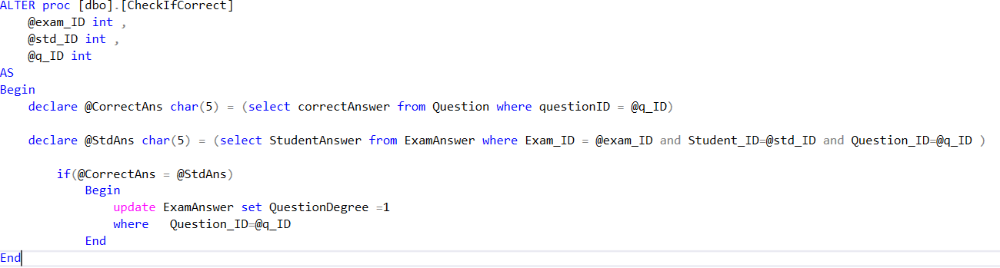 ALTER proc [dbo].[CheckIfCorrect]
@exam_ID int ,
@std_ID int ,
@q_ID int
AS
Begin
declare @CorrectAns char(5) = (select correctAnswer from Question where questionID = @q_ID)
declare @StdAns char(5) = (select StudentAnswer from ExamAnswer where Exam_ID = @exam_ID and Student_ID=@std_ID and Question_ID=@q_ID )
if(@CorrectAns = @StdAns)
Begin
update ExamAnswer set QuestionDegree =1
where   Question_ID=@q_ID
End
End